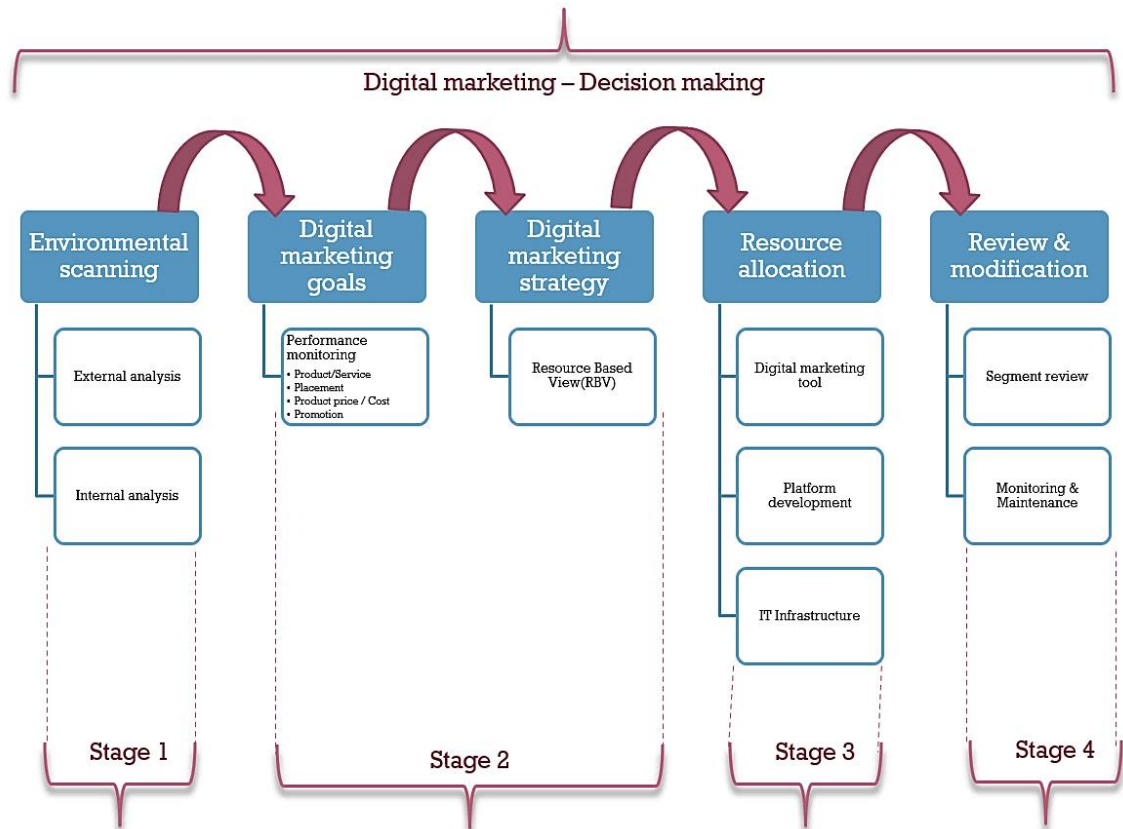 Digital marketing – Decision making
Environmental
scanning
External analysis
Internal analysis
Digital
marketing
goals
Performance
monitoring
• Product/Service
• Placement
• Product price / Cost
• Promotion
Digital
marketing
strategy
Resource Based
View(RBV)
Resource
allocation
Digital marketing
tool
Platform
development
IT Infrastructure
Review &
modification
Segment review
Monitoring &
Maintenance
Stage 1
Stage 2
Stage 3
Stage 4